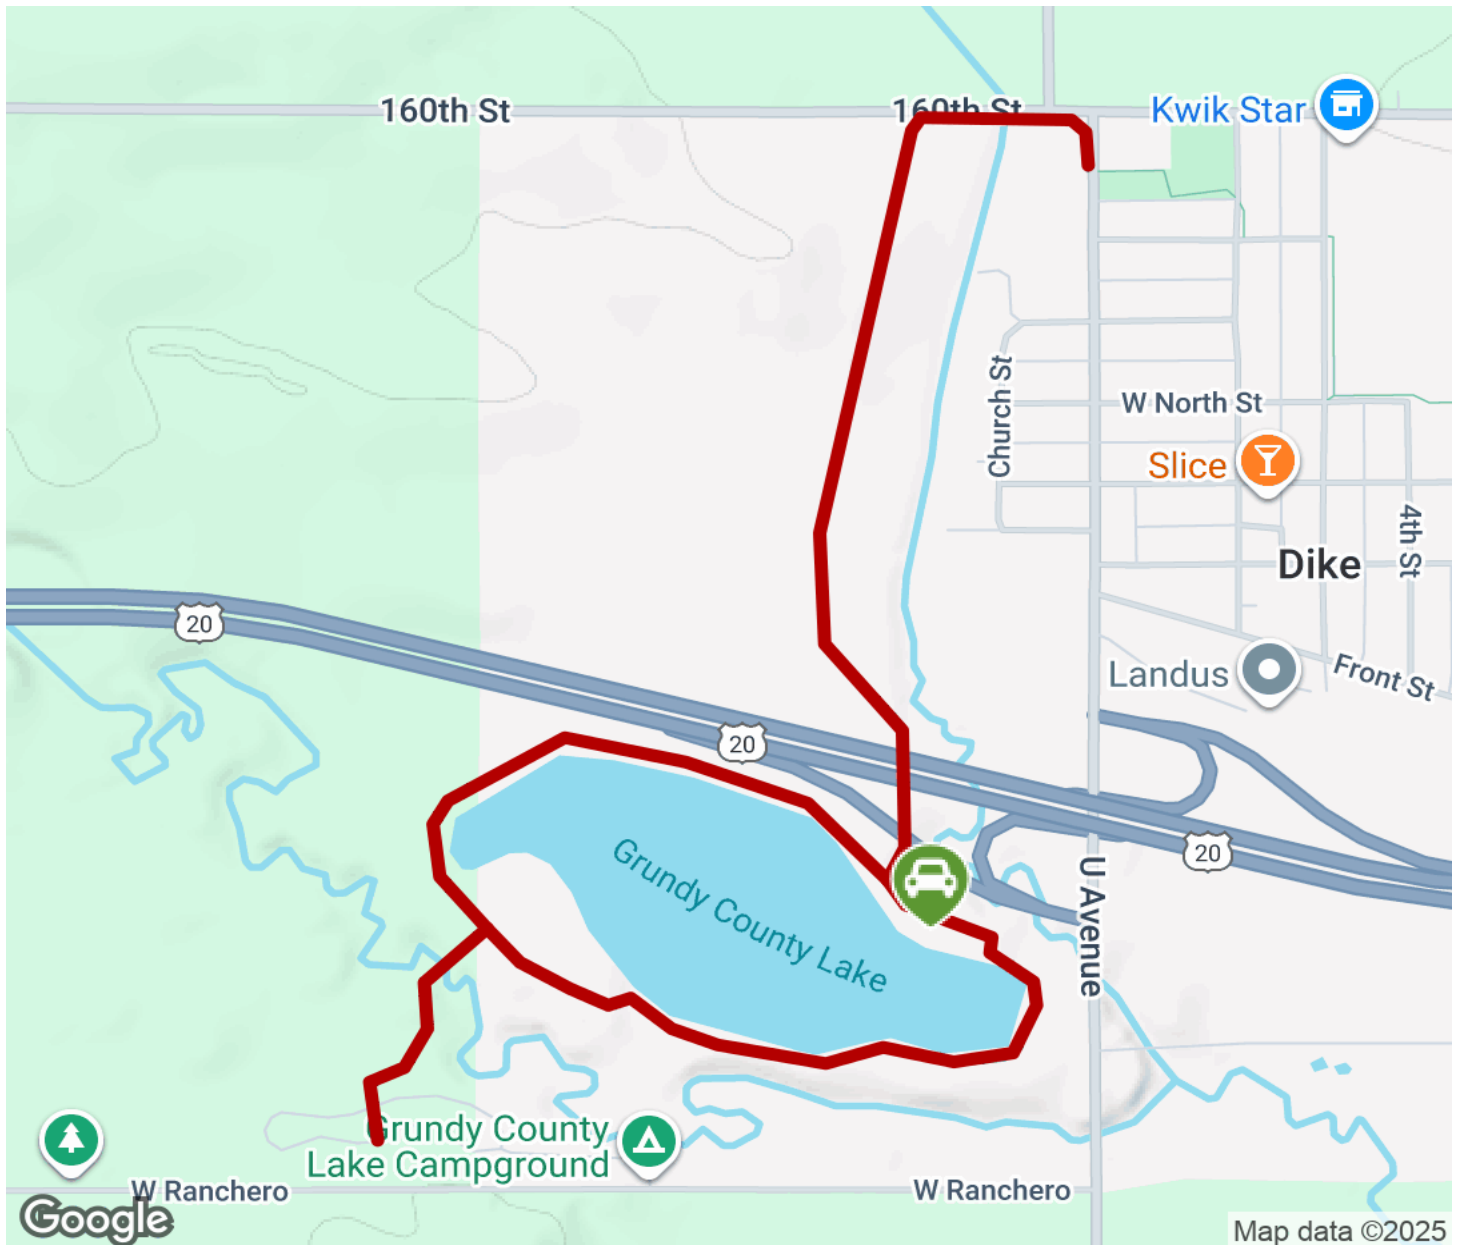 160th St
160th St
Kwik Star
Church St
W North St
Slice
4th St
Dike
20
Landus
Front St
20
20
U Avenue
Grundy County Lake
Grundy County
Lake Campground
W Ranchero
W Ranchero
Google
Map data ©2025